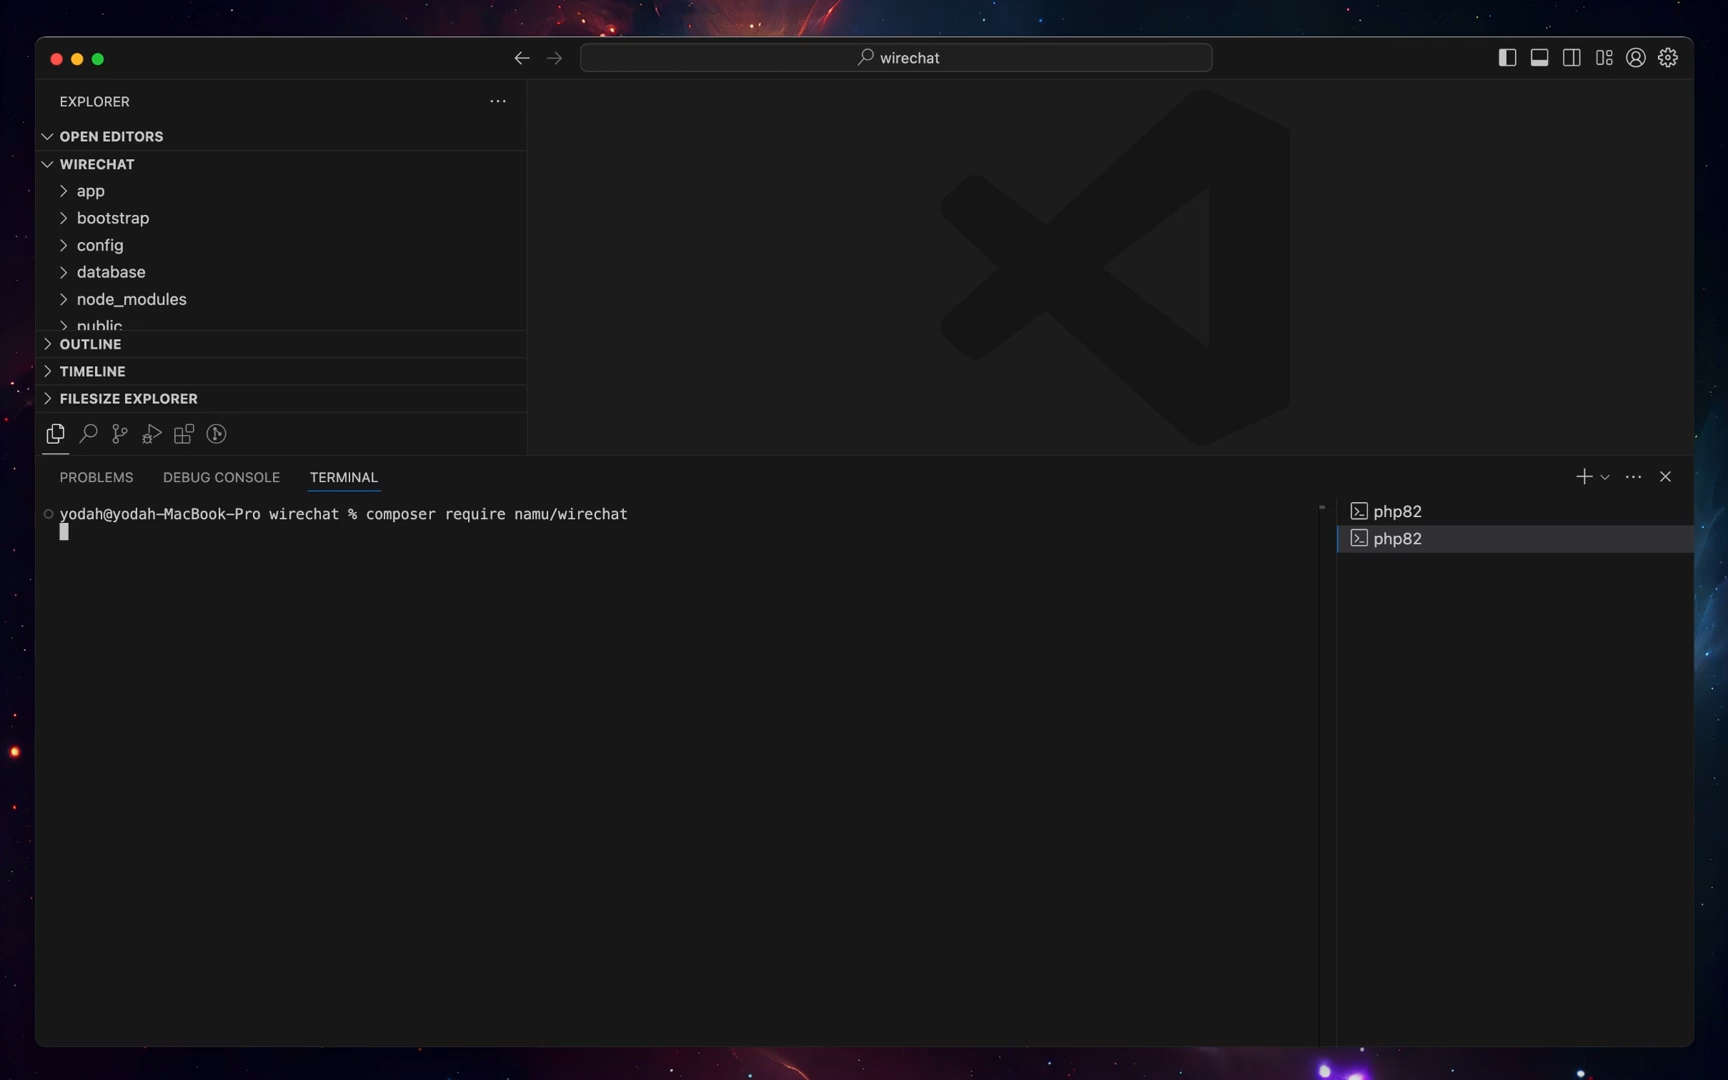 wirechat
EXPLORER
OPEN EDITORS
WIRECHAT
app
bootstrap
config
database
node_modules
public
OUTLINE
TIMELINE
FILESIZE EXPLORER
PROBLEMS DEBUG CONSOLE TERMINAL
yodah@yodah-MacBook-Pro wirechat % composer require namu/wirechat
php82
php82